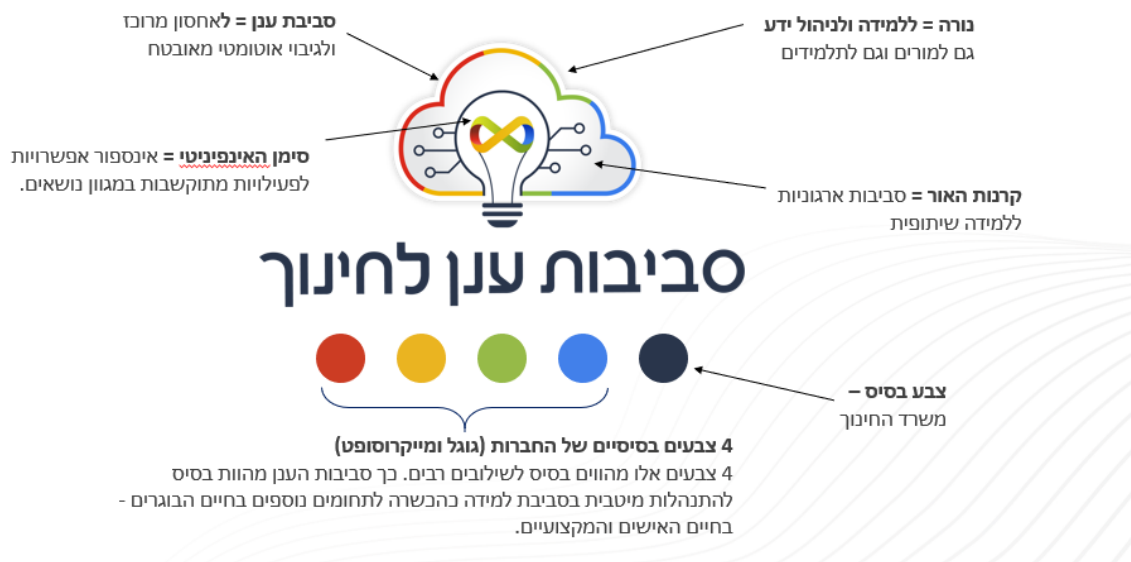 נורה = ללמידה ולניהול ידע
גם למורים וגם לתלמידים
סביבת ענן = לאחסון מרוכז
ולגיבוי אוטומטי מאובטח
סימן האינפיניטי = אינספור אפשרויות
לפעילויות מתוקשבות במגוון נושאים.
קרנות האור = סביבות ארגוניות
ללמידה שיתופית
סביבות ענן לחינוך
צבע בסיס –
משרד החינוך
4 צבעים בסיסיים של החברות (גוגל ומייקרוסופט)
4 צבעים אלו מהווים בסיס לשילובים רבים. כך סביבות הענן מהוות בסיס
להתנהלות מיטבית בסביבת למידה כהכשרה לתחומים נוספים בחיים הבוגרים -
בחיים האישים והמקצועיים.